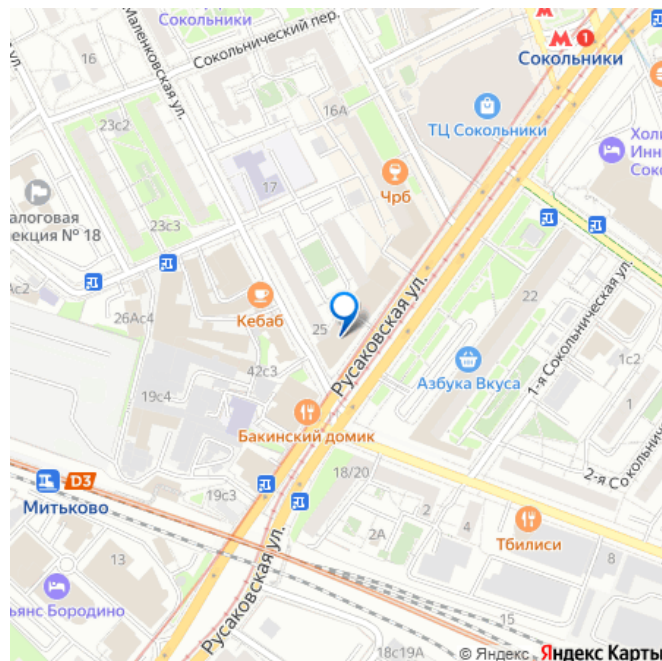 Сокольники
Маленковская ул.
Сокольнический пер.
1
Сокольники
16
16А
ТЦ Сокольники
23с2
Холи
Инн
Соко
17
Чрб
алоговая
екция № 18
23с3
Ас2
26Ас4
Кебаб
25
Русаковская ул.
22
1-я Сокольническая ул.
42с3
Азбука Вкуса
1с2
19с4
1
Бакинский домик
2-я Сокольническ
D3
Митьково
19с3
18/20
2
2А
4
Тбилиси
13
8
ьянс Бородино
Русаковская ул.
15
18с19А
© Яндекс Яндекс Карты